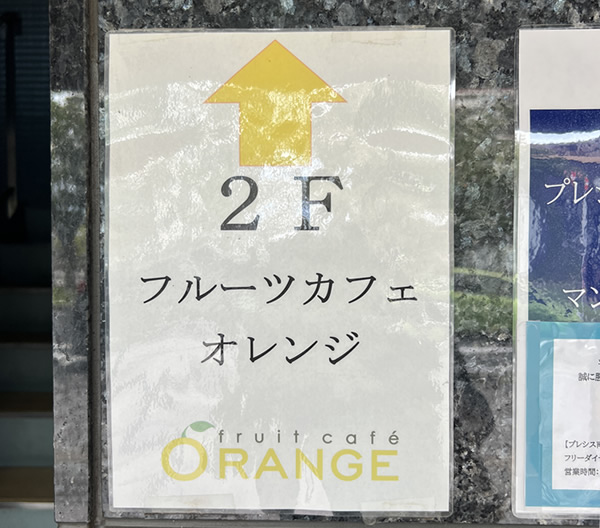 ２Ｆ
フルーツカフェ
オレンジ
fruit café
ORANGE
プレシ
マン
誠に
【プレシス
フリーダイ
営業時間: